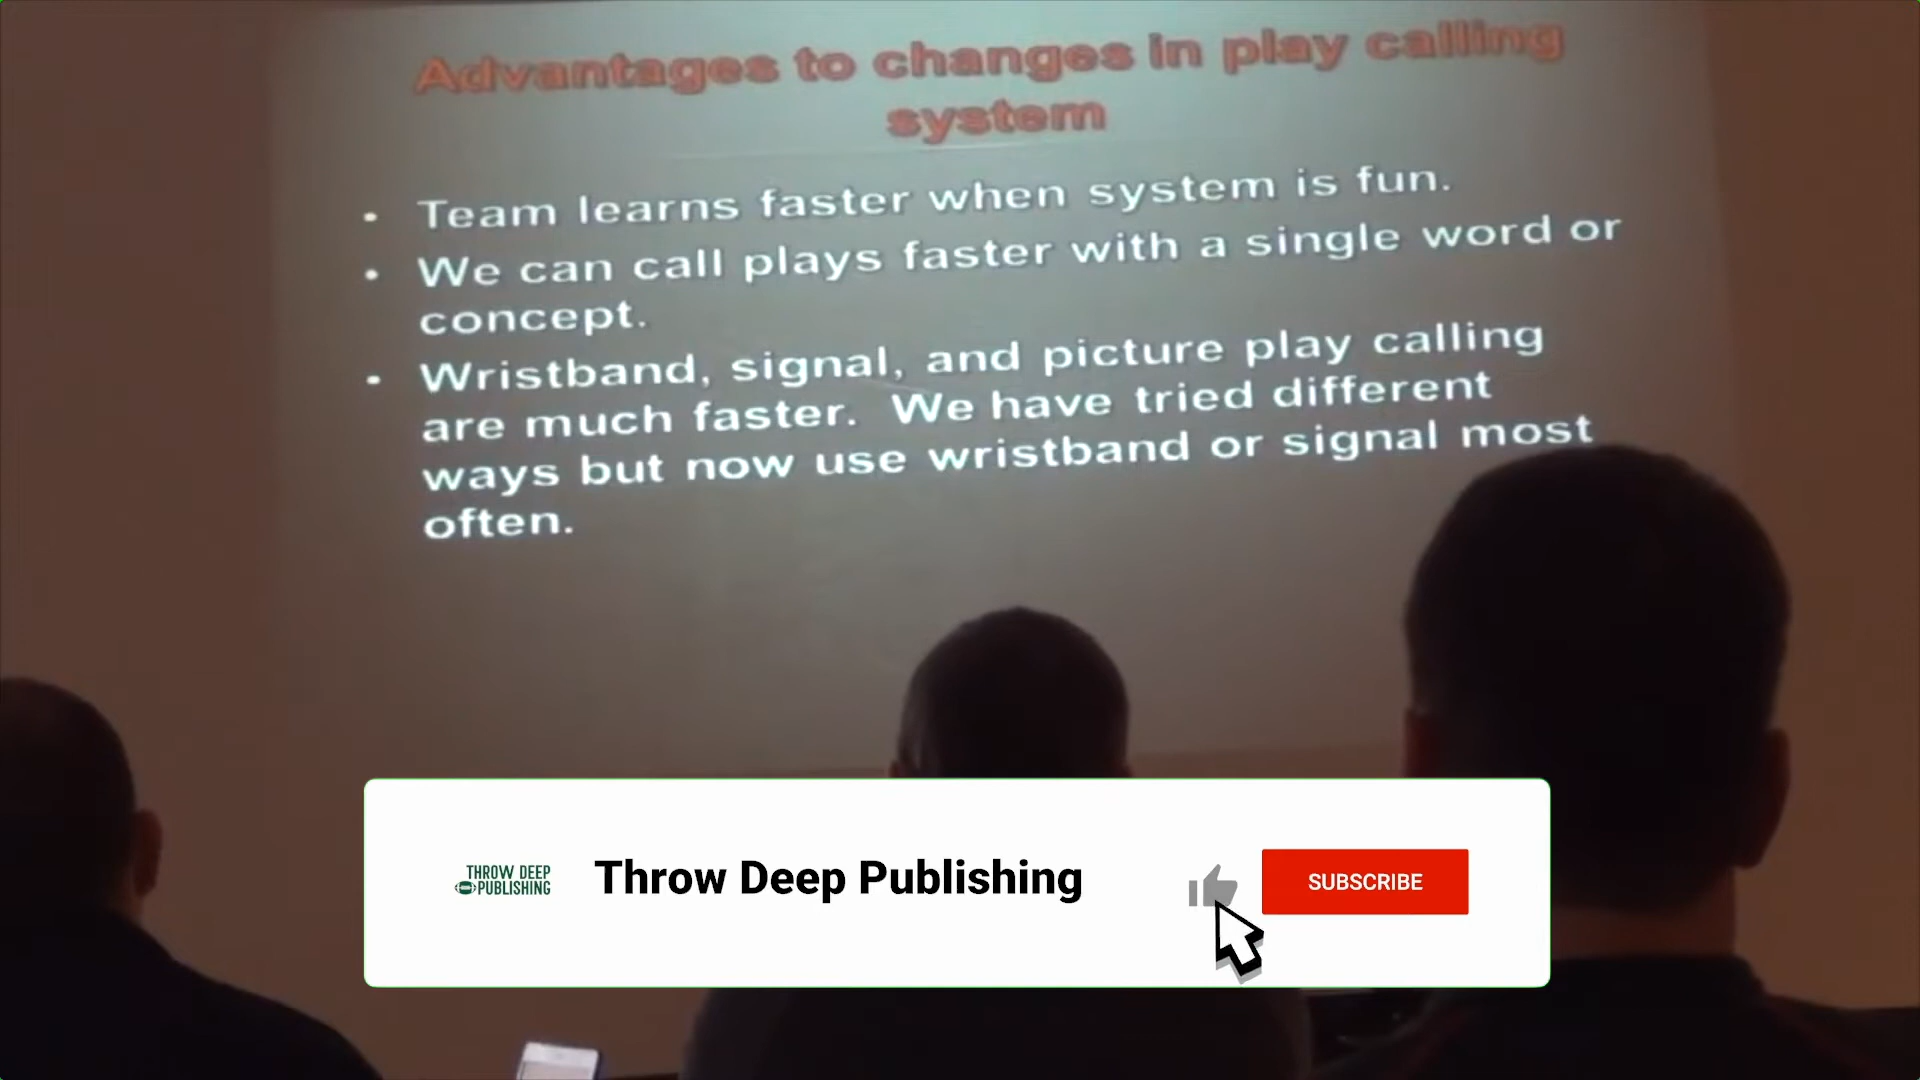 Advantages to changes in play calling
system
• Team learns faster when system is fun.
• We can call plays faster with a single word or
concept.
• Wristband, signal, and picture play calling
are much faster. We have tried different
ways but now use wristband or signal most
often.
THROW DEEP
PUBLISHING
Throw Deep Publishing
SUBSCRIBE